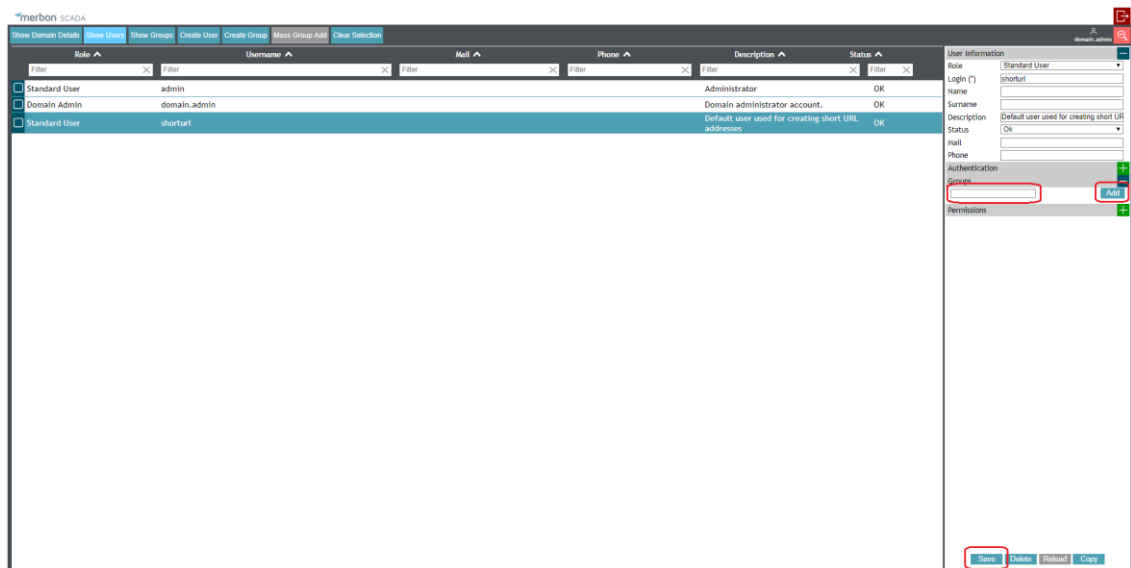 merbon SCADA
Show Domain Details Show Users Show Groups Create User Create Group Mass Group Add Clear Selection
domain.admin
Role Username Mail Phone Description Status
Filter Filter Filter Filter Filter Filter
Standard User admin Administrator OK
Domain Admin domain.admin Domain administrator account. OK
Standard User shorturl Default user used for creating short URL OK
addresses
User Information
Role Standard User
Login (*) shorturl
Name
Surname
Description Default user used for creating short UR
Status Ok
Mail
Phone
Authentication
Groups
Add
Permissions
Save Delete Reload Copy